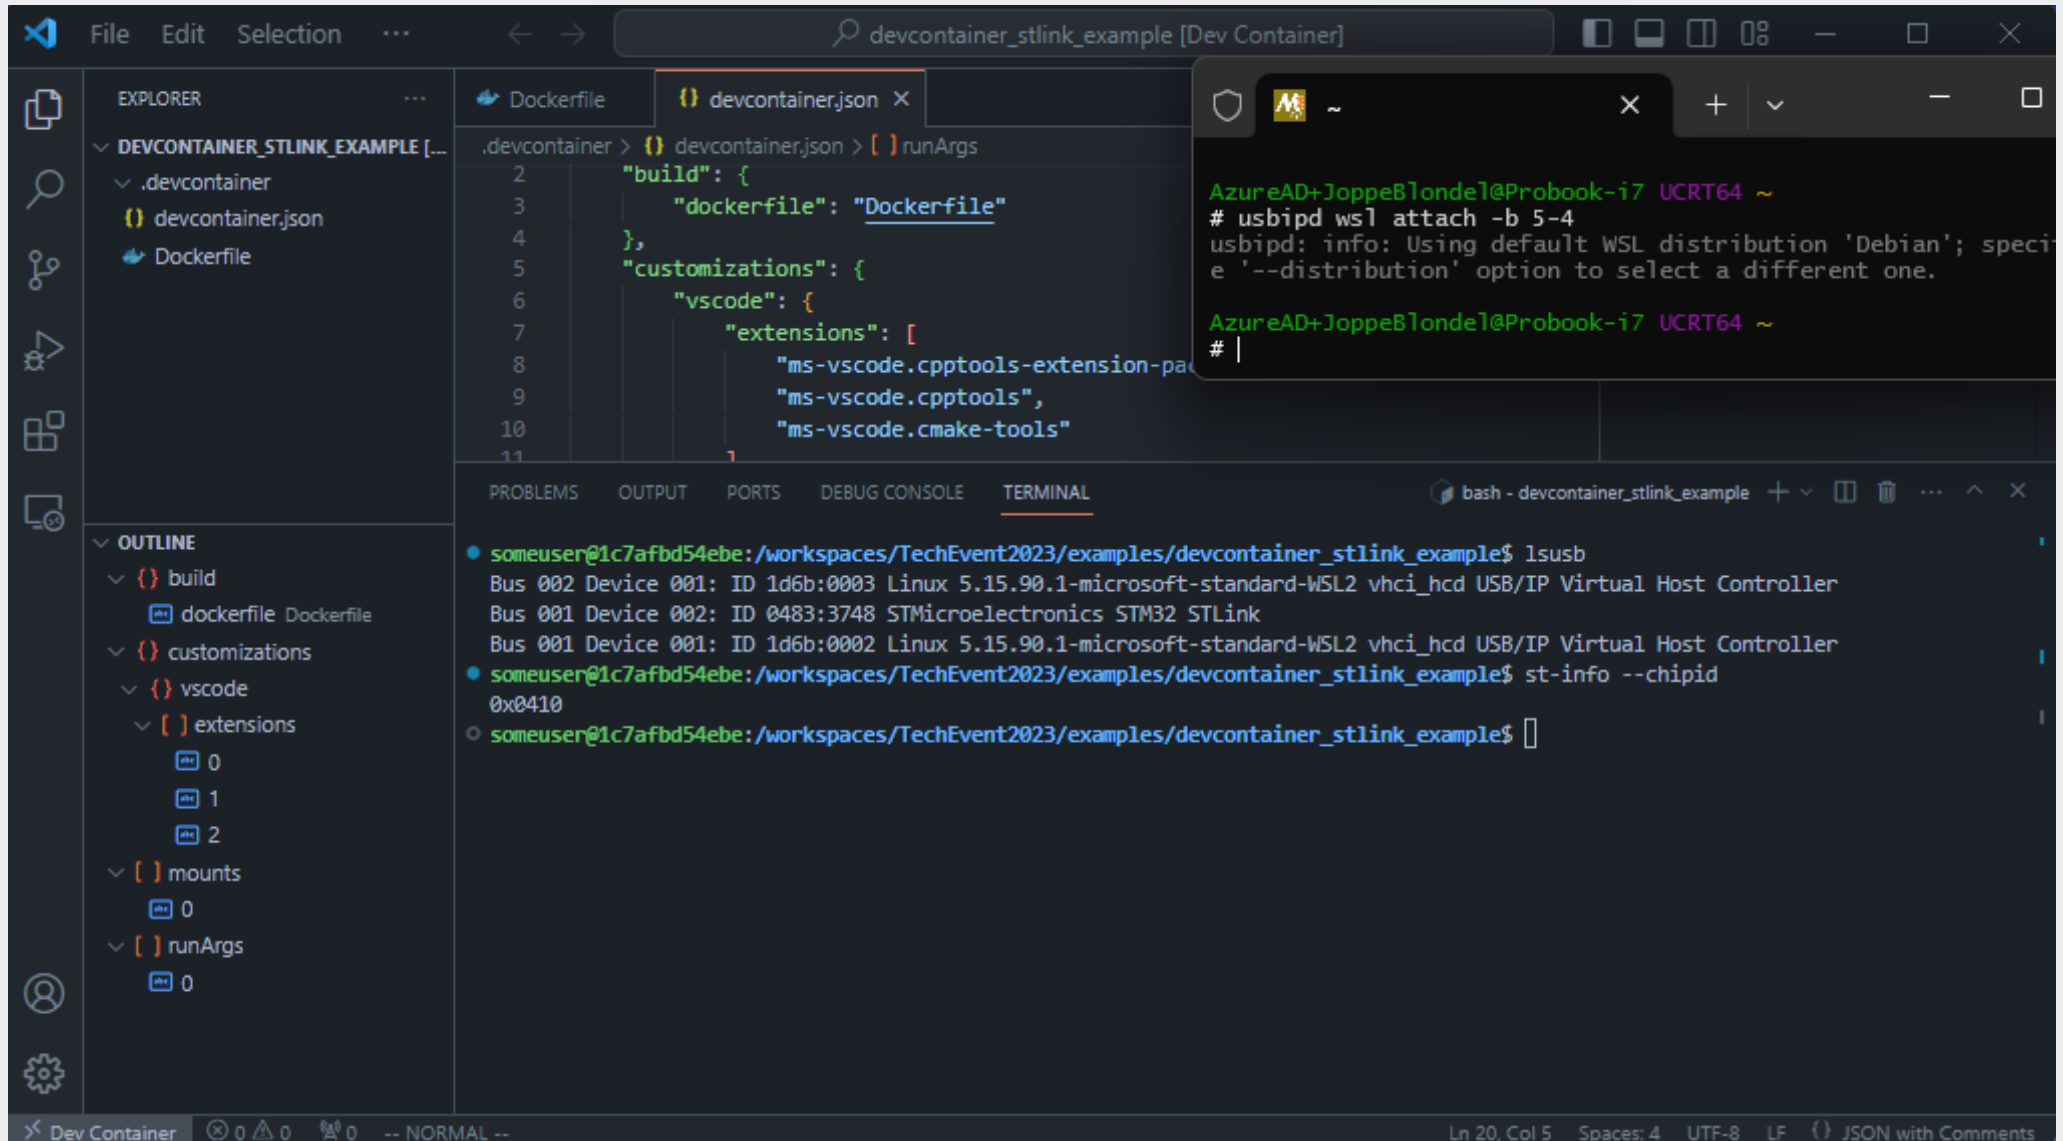 File Edit Selection ··· devcontainer_stlink_example [Dev Container]
EXPLORER ···
DEVCONTAINER_STLINK_EXAMPLE [...
.devcontainer
{} devcontainer.json
Dockerfile
OUTLINE
{} build
abc dockerfile Dockerfile
{} customizations
{} vscode
[ ] extensions
abc 0
abc 1
abc 2
[ ] mounts
abc 0
[ ] runArgs
abc 0
Dockerfile {} devcontainer.json
.devcontainer > {} devcontainer.json > [ ] runArgs
2 "build": {
3 "dockerfile": "Dockerfile"
4 },
5 "customizations": {
6 "vscode": {
7 "extensions": [
8 "ms-vscode.cpptools-extension-
9 "ms-vscode.cpptools",
10 "ms-vscode.cmake-tools"
11 ]
~
AzureAD+JoppeBlondel@Probook-i7 UCRT64 ~
# usbipd wsl attach -b 5-4
usbipd: info: Using default WSL distribution 'Debian'; speci
e '--distribution' option to select a different one.
AzureAD+JoppeBlondel@Probook-i7 UCRT64 ~
#
PROBLEMS OUTPUT PORTS DEBUG CONSOLE TERMINAL bash - devcontainer_stlink_example
someuser@1c7afbd54ebe:/workspaces/TechEvent2023/examples/devcontainer_stlink_example$ lsusb
Bus 002 Device 001: ID 1d6b:0003 Linux 5.15.90.1-microsoft-standard-WSL2 vhci_hcd USB/IP Virtual Host Controller
Bus 001 Device 002: ID 0483:3748 STMicroelectronics STM32 STLink
Bus 001 Device 001: ID 1d6b:0002 Linux 5.15.90.1-microsoft-standard-WSL2 vhci_hcd USB/IP Virtual Host Controller
someuser@1c7afbd54ebe:/workspaces/TechEvent2023/examples/devcontainer_stlink_example$ st-info --chipid
0x0410
someuser@1c7afbd54ebe:/workspaces/TechEvent2023/examples/devcontainer_stlink_example$
Dev Container 0 0 0 -- NORMAL -- Ln 20, Col 5 Spaces: 4 UTF-8 LF {} JSON with Comments